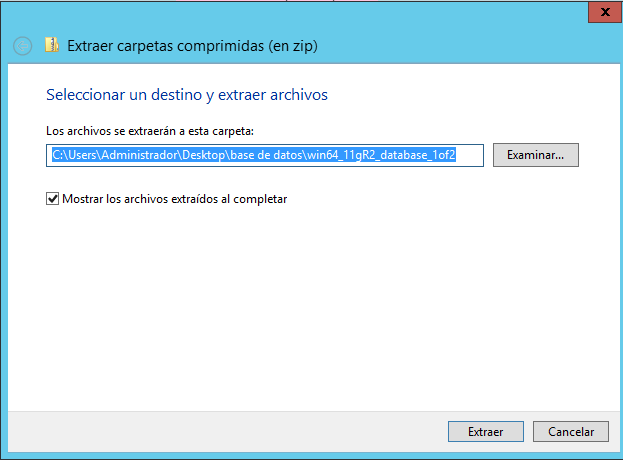 x
Extraer carpetas comprimidas (en zip)
Seleccionar un destino y extraer archivos
Los archivos se extraerán a esta carpeta:
C:\Users\Administrador\Desktop\base de datos\win64_11gR2_database_1of2
Examinar...
Mostrar los archivos extraídos al completar
Extraer
Cancelar